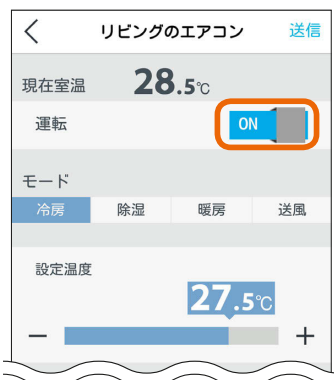 リビングのエアコン 送信
現在室温 28.5℃
運転 ON
モード
冷房 除湿 暖房 送風
設定温度
27.5℃
− +